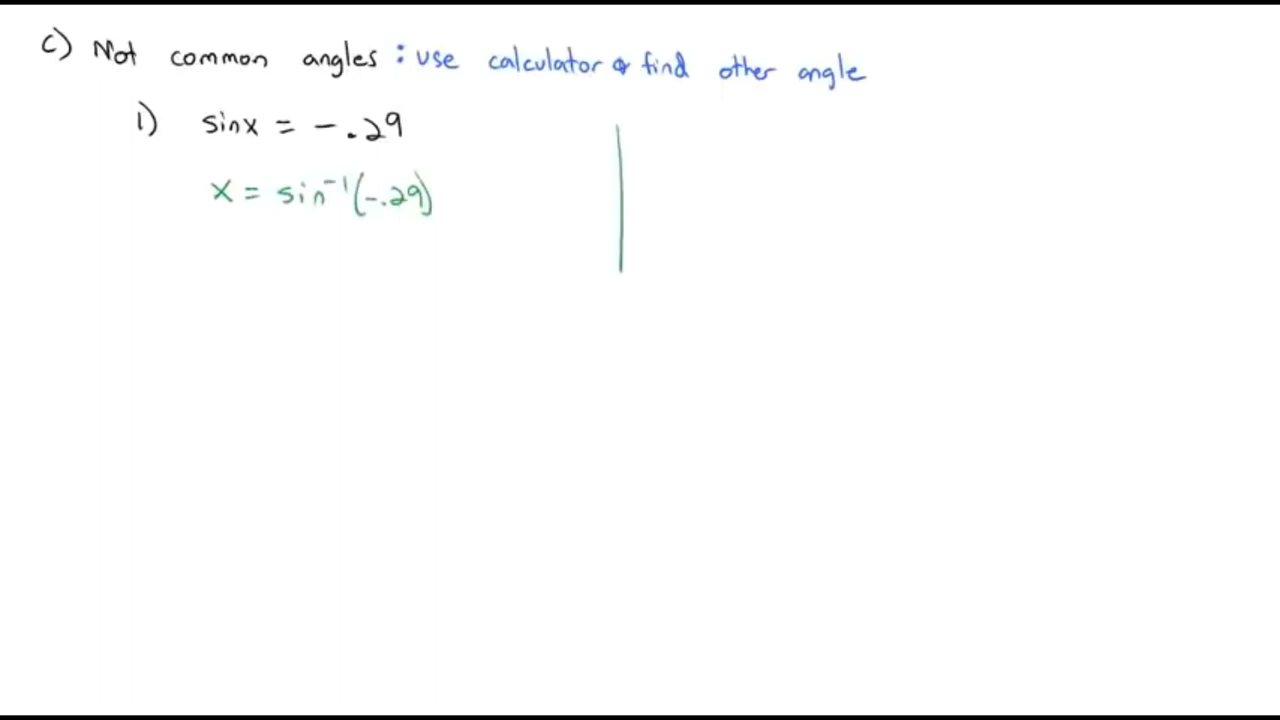 c) Not common angles : use calculator & find other angle
1) sinx = -.29
x = sin⁻¹(-.29)